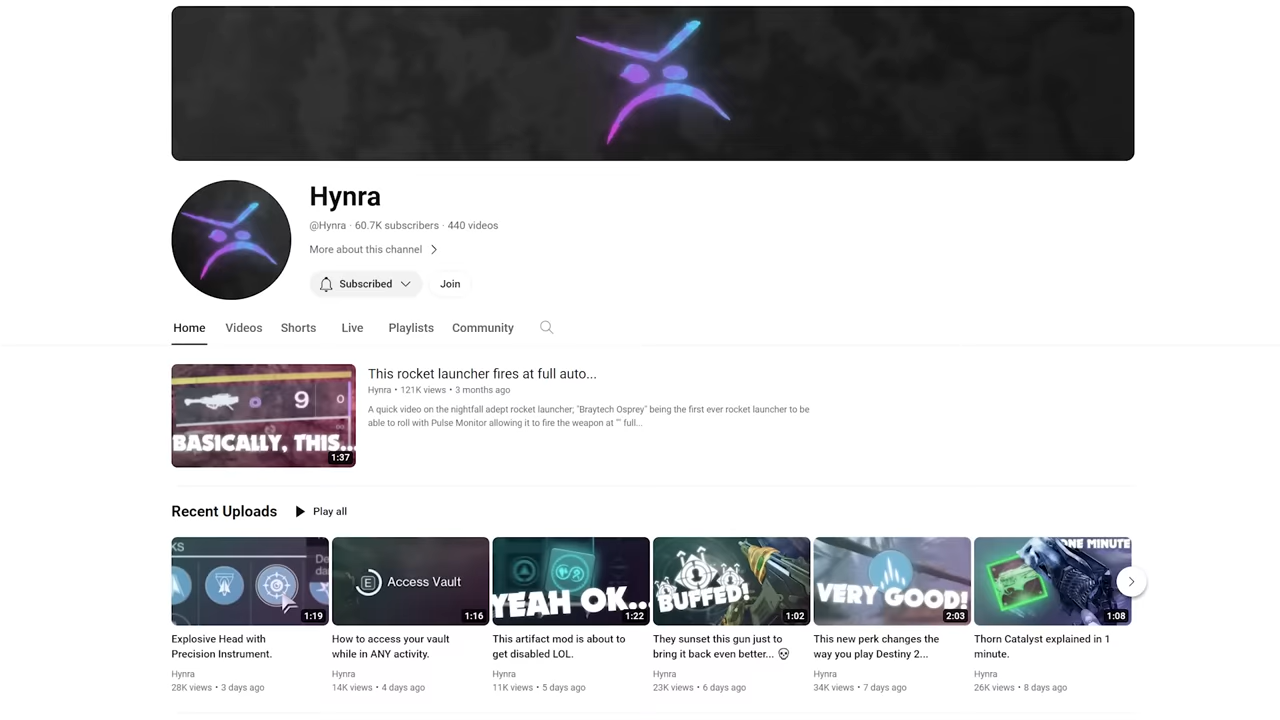 Hynra
@Hynra · 60.7K subscribers · 440 videos
More about this channel
Subscribed
Join
Home
Videos
Shorts
Live
Playlists
Community
9
0
BASICALLY, THIS...
1:37
This rocket launcher fires at full auto...
Hynra • 121K views • 3 months ago
A quick video on the nightfall adept rocket launcher; "Braytech Osprey" being the first ever rocket launcher to be
able to roll with Pulse Monitor allowing it to fire the weapon at "" full...
Recent Uploads
Play all
KS
De
da
1:19
E Access Vault
1:16
YEAH OK...
1:22
BUFFED!
1:02
VERY GOOD!
2:03
ONE MINUTE
1:08
Explosive Head with
Precision Instrument.
Hynra
28K views • 3 days ago
How to access your vault
while in ANY activity.
Hynra
14K views • 4 days ago
This artifact mod is about to
get disabled LOL.
Hynra
11K views • 5 days ago
They sunset this gun just to
bring it back even better... 💀
Hynra
23K views • 6 days ago
This new perk changes the
way you play Destiny 2...
Hynra
34K views • 7 days ago
Thorn Catalyst explained in 1
minute.
Hynra
26K views • 8 days ago